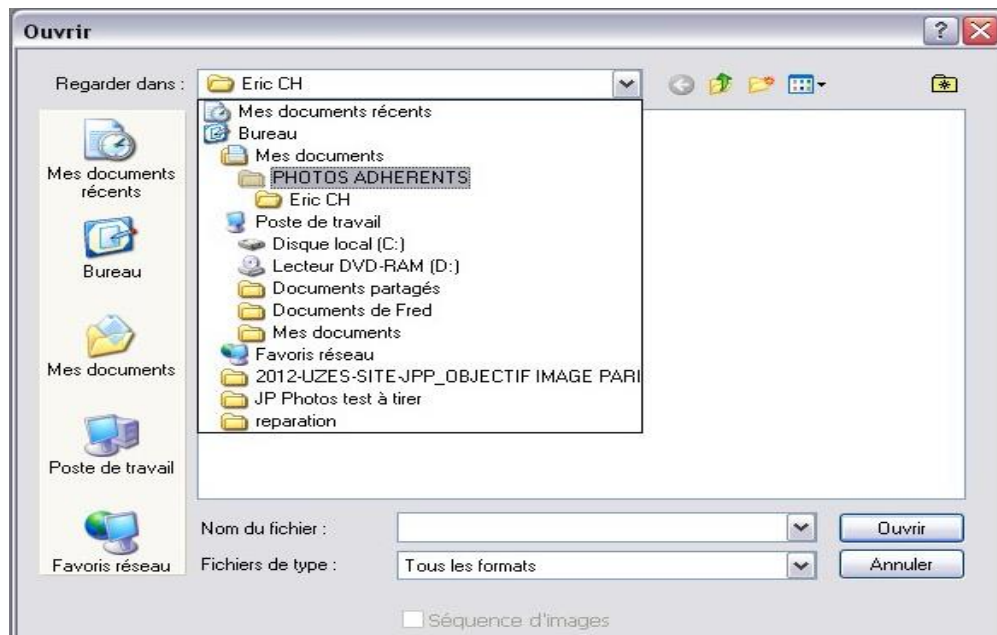 Ouvrir
Regarder dans :
Eric CH
Mes documents récents
Bureau
Mes documents
PHOTOS ADHERENTS
Eric CH
Poste de travail
Disque local (C:)
Lecteur DVD-RAM (D:)
Documents partagés
Documents de Fred
Mes documents
Favoris réseau
2012-UZES-SITE-JPP_OBJECTIF IMAGE PARI
JP Photos test à tirer
reparation
Mes documents
récents
Bureau
Mes documents
Poste de travail
Favoris réseau
Nom du fichier :
Ouvrir
Fichiers de type :
Tous les formats
Annuler
Séquence d'images